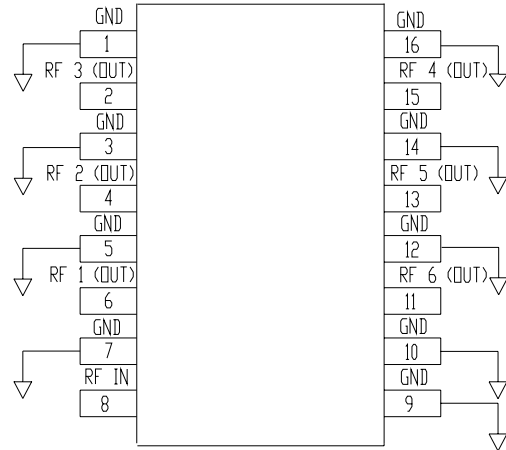 GND
1
RF 3 (OUT)
2
GND
3
RF 2 (OUT)
4
GND
5
RF 1 (OUT)
6
GND
7
RF IN
8
GND
16
RF 4 (OUT)
15
GND
14
RF 5 (OUT)
13
GND
12
RF 6 (OUT)
11
GND
10
GND
9